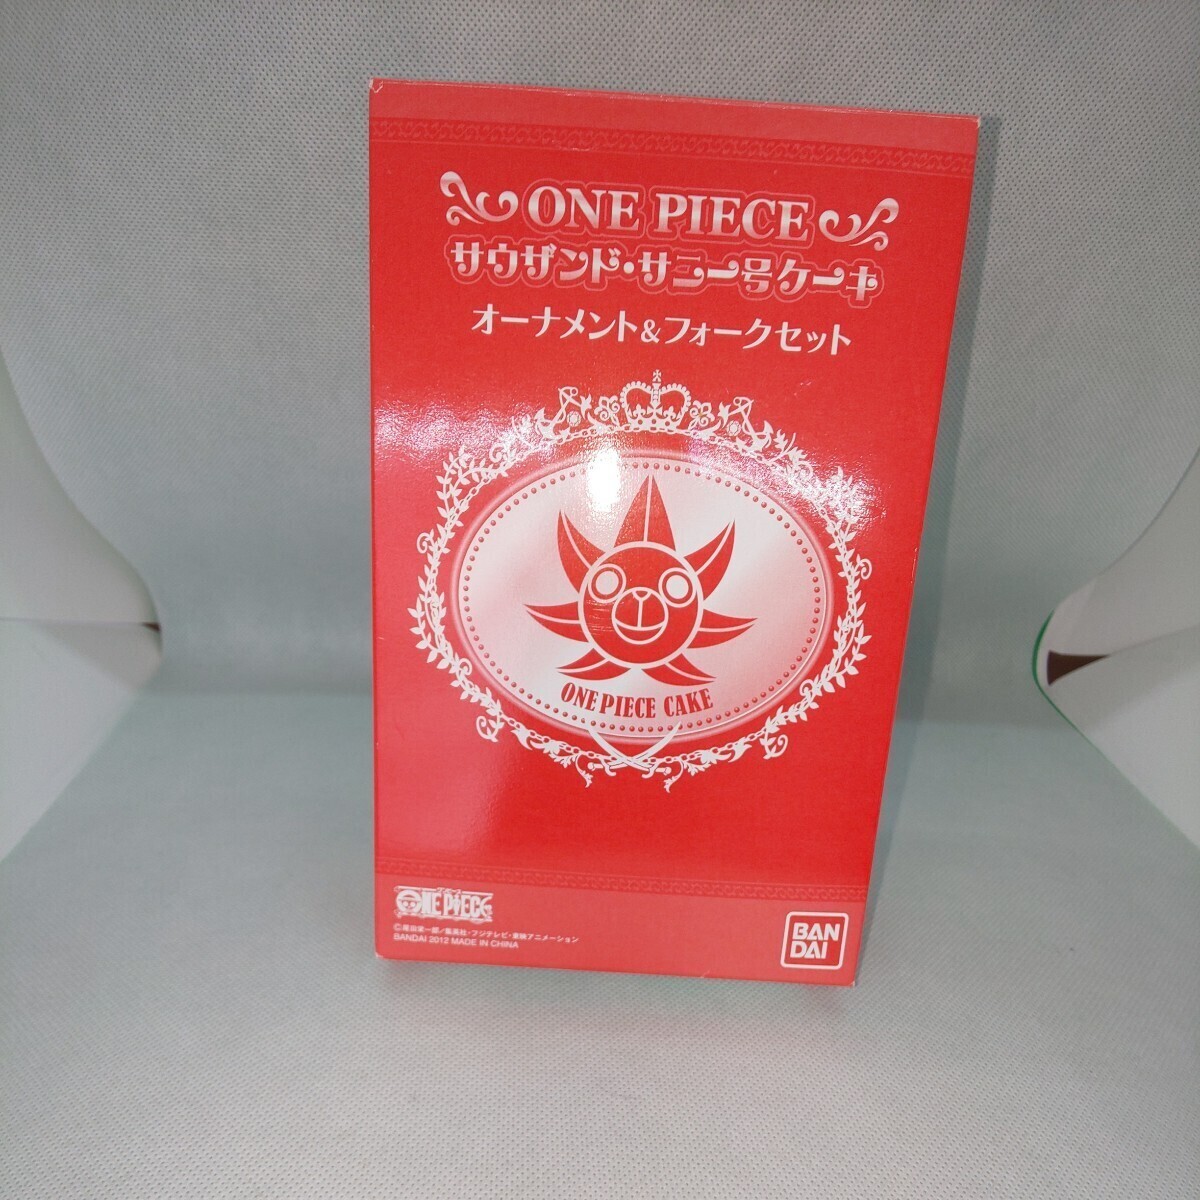 ONE PIECE
サウザンド・サニー号ケーキ
オーナメント&フォークセット
ONE PIECE CAKE
ONE PIECE
©尾田栄一郎/集英社・フジテレビ・東映アニメーション
BANDAI 2012 MADE IN CHINA
BAN
DAI